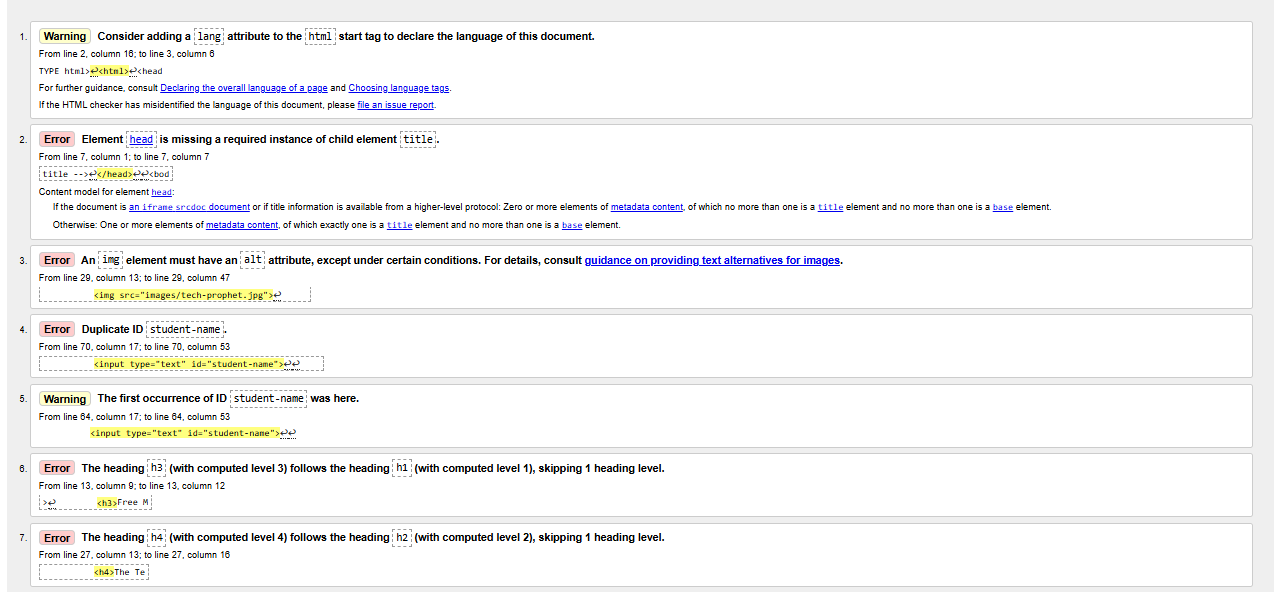 1. Warning Consider adding a lang attribute to the html start tag to declare the language of this document.
From line 2, column 16; to line 3, column 6
TYPE html>↩<html>↩<head
For further guidance, consult Declaring the overall language of a page and Choosing language tags.
If the HTML checker has misidentified the language of this document, please file an issue report.
2. Error Element head is missing a required instance of child element title.
From line 7, column 1; to line 7, column 7
title -->↩</head>↩↩<bod
Content model for element head:
If the document is an iframe srcdoc document or if title information is available from a higher-level protocol: Zero or more elements of metadata content, of which no more than one is a title element and no more than one is a base element.
Otherwise: One or more elements of metadata content, of which exactly one is a title element and no more than one is a base element.
3. Error An img element must have an alt attribute, except under certain conditions. For details, consult guidance on providing text alternatives for images.
From line 29, column 13; to line 29, column 47
<img src="images/tech-prophet.jpg">↩
4. Error Duplicate ID student-name.
From line 70, column 17; to line 70, column 53
<input type="text" id="student-name">↩↩
5. Warning The first occurrence of ID student-name was here.
From line 64, column 17; to line 64, column 53
<input type="text" id="student-name">↩↩
6. Error The heading h3 (with computed level 3) follows the heading h1 (with computed level 1), skipping 1 heading level.
From line 13, column 9; to line 13, column 12
>↩ <h3>Free M
7. Error The heading h4 (with computed level 4) follows the heading h2 (with computed level 2), skipping 1 heading level.
From line 27, column 13; to line 27, column 16
<h4>The Te